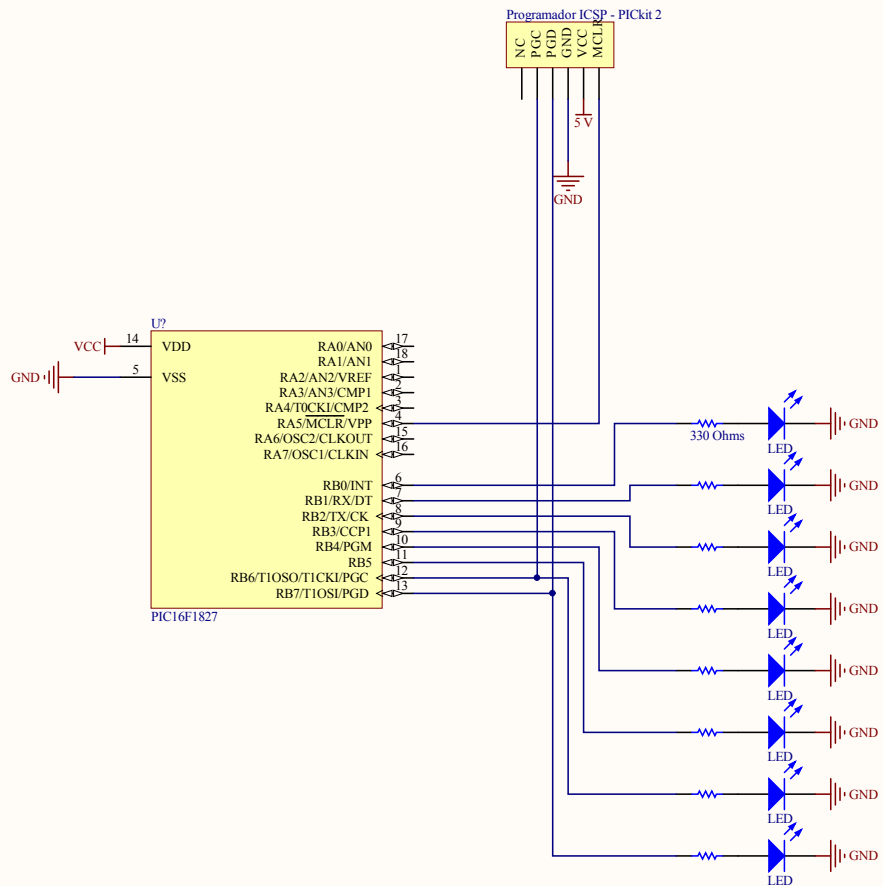 Programador ICSP - PICkit 2
NC
PGC
PGD
GND
VCC
MCLR
5 V
GND
U?
VCC
14
VDD
GND
5
VSS
RA0/AN0
17
RA1/AN1
18
RA2/AN2/VREF
1
RA3/AN3/CMP1
2
RA4/T0CKI/CMP2
3
RA5/MCLR/VPP
4
RA6/OSC2/CLKOUT
15
RA7/OSC1/CLKIN
16
RB0/INT
6
RB1/RX/DT
7
RB2/TX/CK
8
RB3/CCP1
9
RB4/PGM
10
RB5
11
RB6/T1OSO/T1CKI/PGC
12
RB7/T1OSI/PGD
13
PIC16F1827
330 Ohms
LED
GND
LED
GND
LED
GND
LED
GND
LED
GND
LED
GND
LED
GND
LED
GND